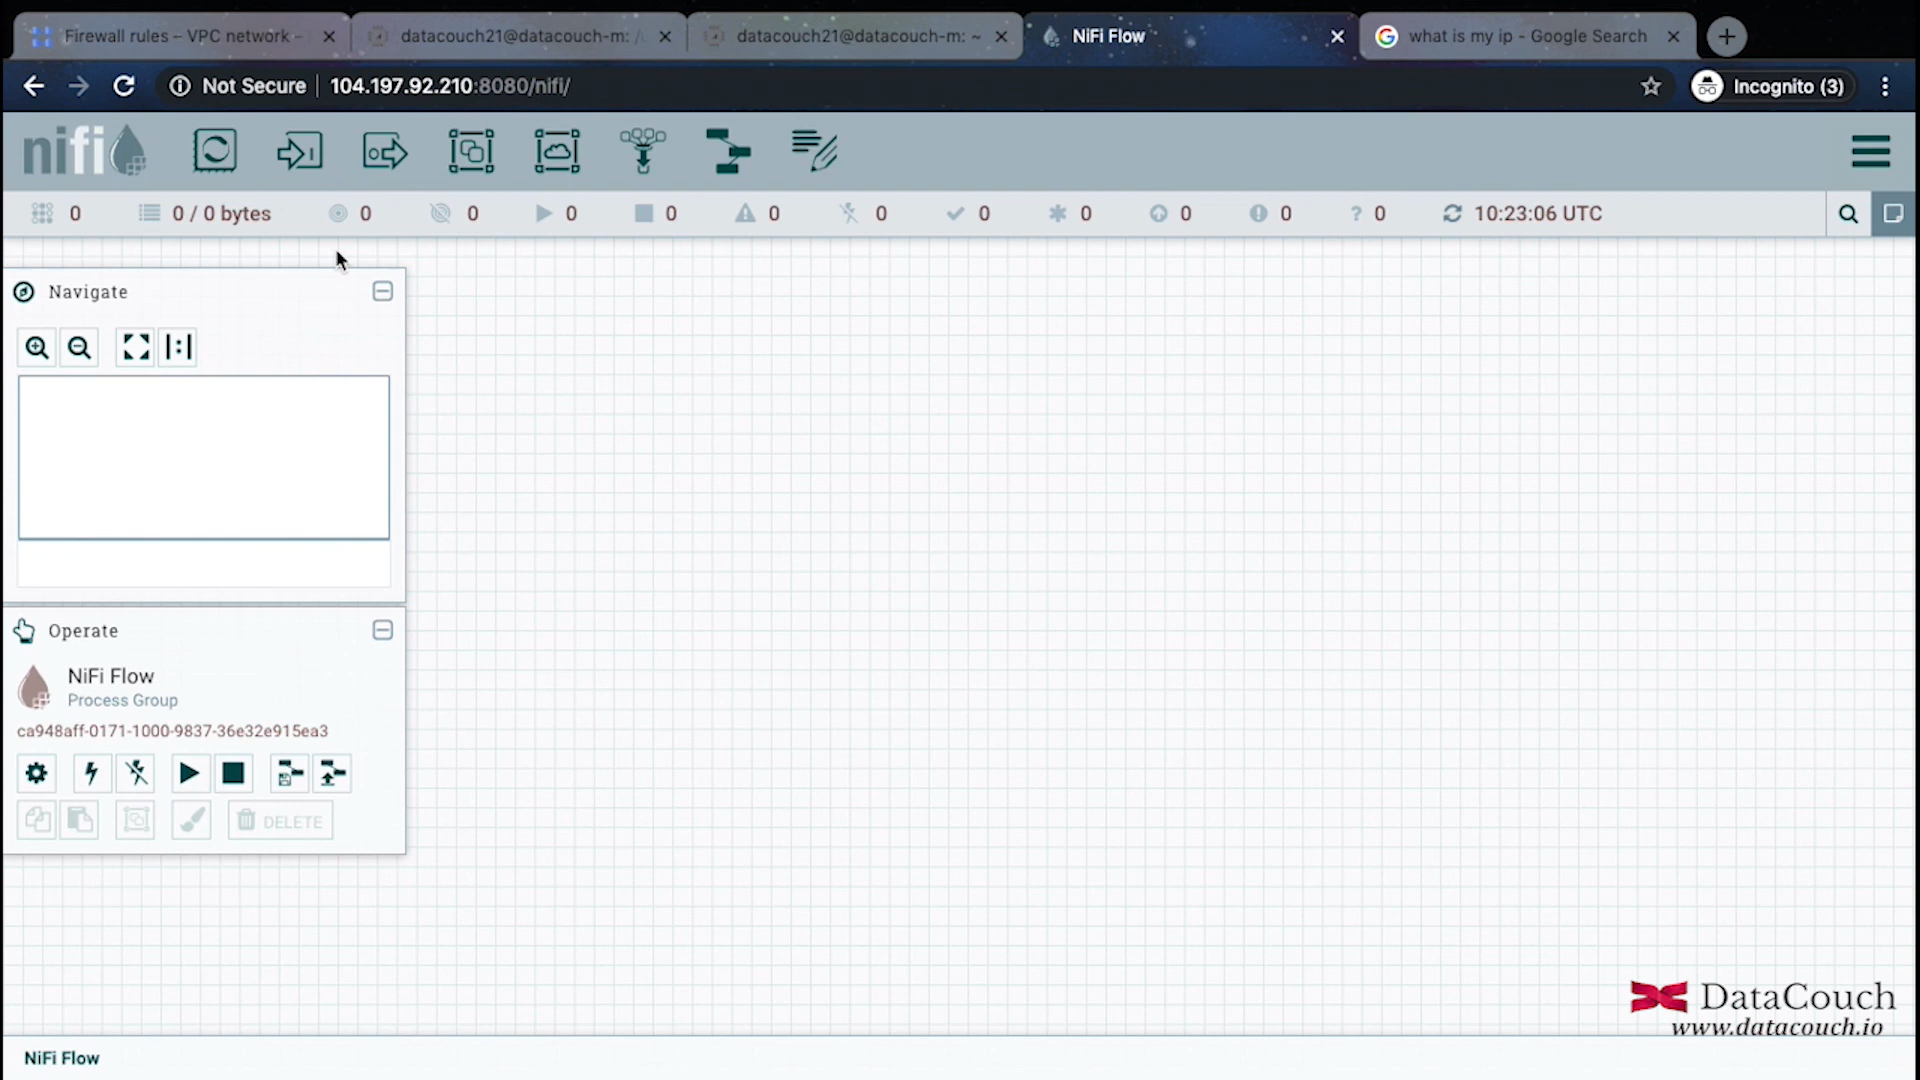 Firewall rules – VPC network –
datacouch21@datacouch-m: /
datacouch21@datacouch-m: ~
NiFi Flow
what is my ip - Google Search
Not Secure 104.197.92.210:8080/nifi/
Incognito (3)
nifi
0 0 / 0 bytes 0 0 0 0 0 0 0 0 0 0 ? 0 10:23:06 UTC
Navigate
Operate
NiFi Flow
Process Group
ca948aff-0171-1000-9837-36e32e915ea3
DELETE
DataCouch
www.datacouch.io
NiFi Flow